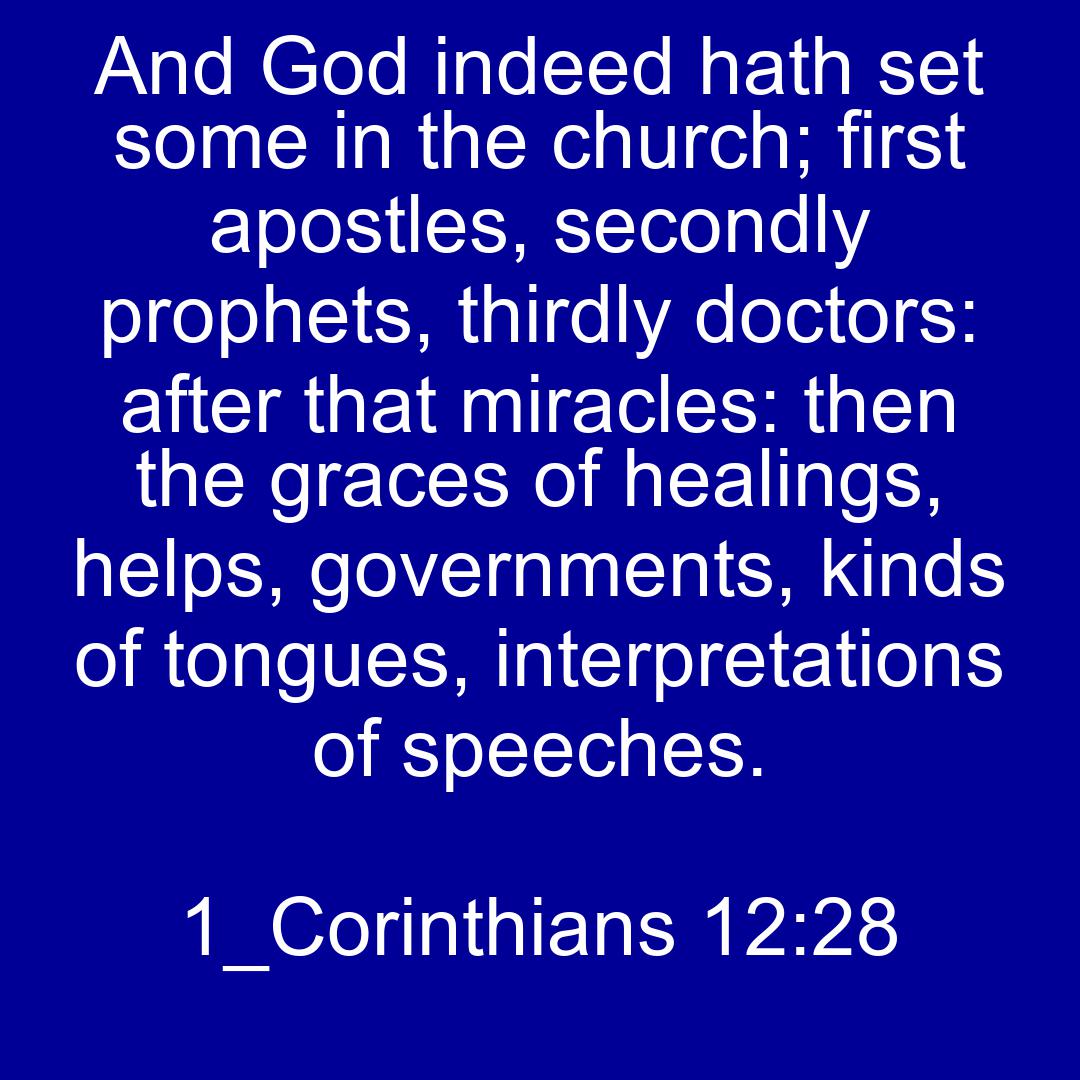 And God indeed hath set
some in the church; first
apostles, secondly
prophets, thirdly doctors:
after that miracles: then
the graces of healings,
helps, governments, kinds
of tongues, interpretations
of speeches.
1_Corinthians 12:28